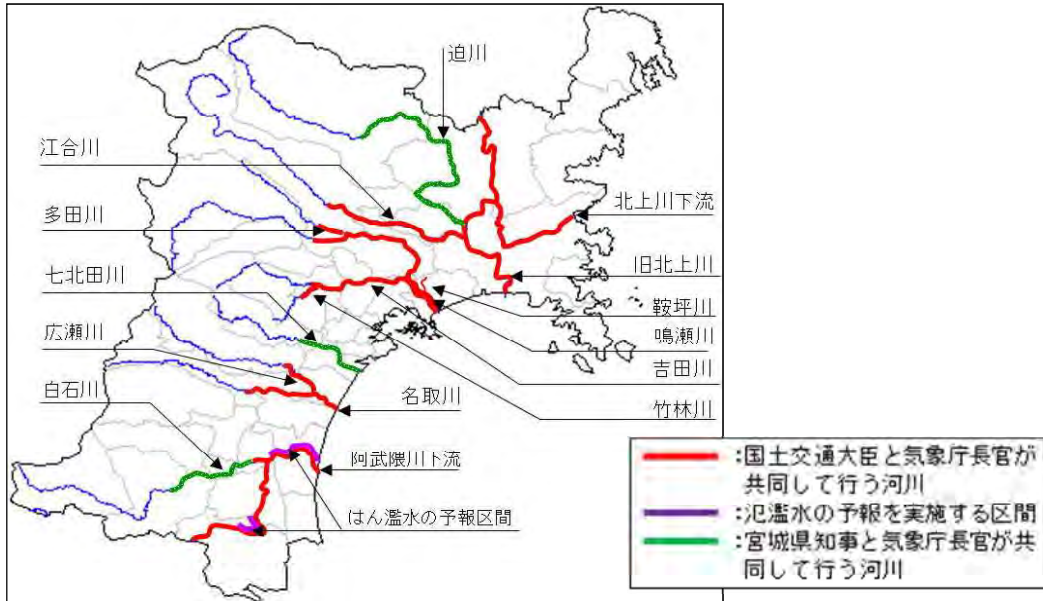 迫川
江合川
多田川
七北田川
広瀬川
白石川
北上川下流
旧北上川
鞍坪川
鳴瀬川
吉田川
竹林川
名取川
阿武隈川下流
はん濫水の予報区間
:国土交通大臣と気象庁長官が
共同して行う河川
:氾濫水の予報を実施する区間
:宮城県知事と気象庁長官が共
同して行う河川